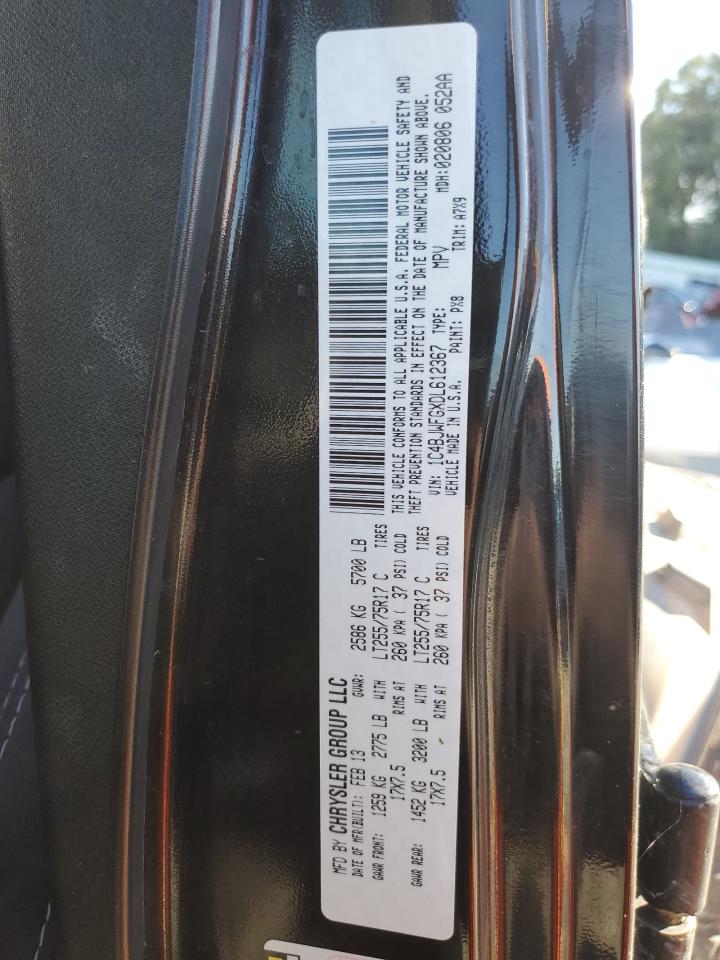 MFD BY CHRYSLER GROUP LLC
DATE OF MFR(BUILT): FEB 13 GVWR: 2586 KG 5700 LB
GAWR FRONT: 1259 KG 2775 LB WITH LT255/75R17 C TIRES
17X7.5 RIMS AT 260 KPA ( 37 PSI) COLD
GAWR REAR: 1452 KG 3200 LB WITH LT255/75R17 C TIRES
17X7.5 RIMS AT 260 KPA ( 37 PSI) COLD
THIS VEHICLE CONFORMS TO ALL APPLICABLE U.S.A. FEDERAL MOTOR VEHICLE SAFETY AND
THEFT PREVENTION STANDARDS IN EFFECT ON THE DATE OF MANUFACTURE SHOWN ABOVE.
VIN: 1C4BJWFGXDL612367 TYPE: MPV MDH:020806 052AA
VEHICLE MADE IN U.S.A. PAINT: PX8 TRIM: A7X9